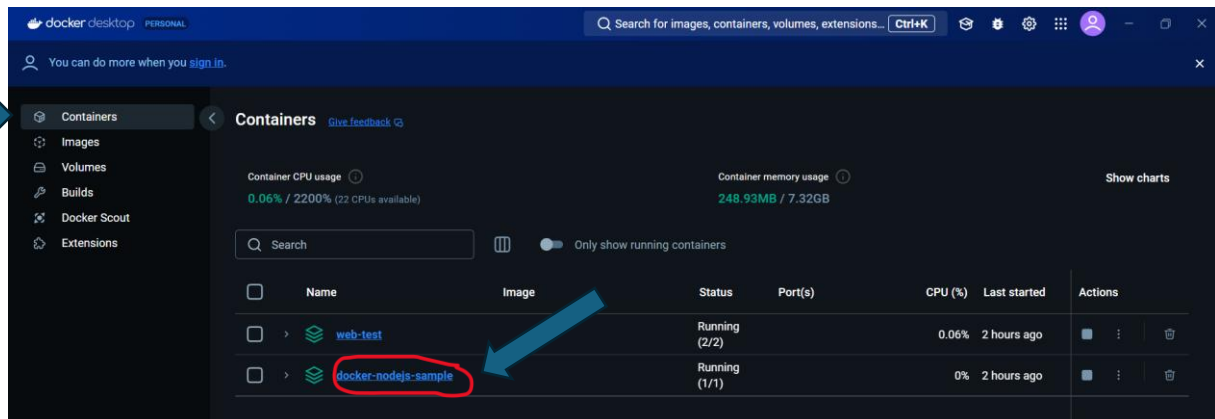 docker desktop PERSONAL
Search for images, containers, volumes, extensions... Ctrl+K
You can do more when you sign in.
Containers
Images
Volumes
Builds
Docker Scout
Extensions
Containers Give feedback
Container CPU usage
0.06% / 2200% (22 CPUs available)
Container memory usage
248.93MB / 7.32GB
Show charts
Search
Only show running containers
Name Image Status Port(s) CPU (%) Last started Actions
web-test Running (2/2) 0.06% 2 hours ago
docker-nodejs-sample Running (1/1) 0% 2 hours ago